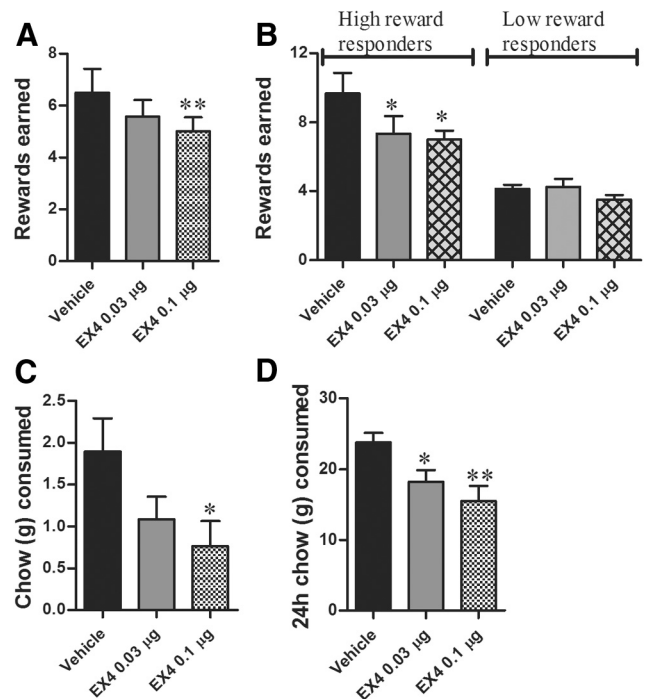 A
Rewards earned
8
6
4
2
0
**
Vehicle
EX4 0.03 µg
EX4 0.1 µg
B
High reward
responders
Low reward
responders
Rewards earned
12
8
4
0
*
*
Vehicle
EX4 0.03 µg
EX4 0.1 µg
Vehicle
EX4 0.03 µg
EX4 0.1 µg
C
Chow (g) consumed
2.5
2.0
1.5
1.0
0.5
0.0
*
Vehicle
EX4 0.03 µg
EX4 0.1 µg
D
24h chow (g) consumed
30
20
10
0
*
**
Vehicle
EX4 0.03 µg
EX4 0.1 µg